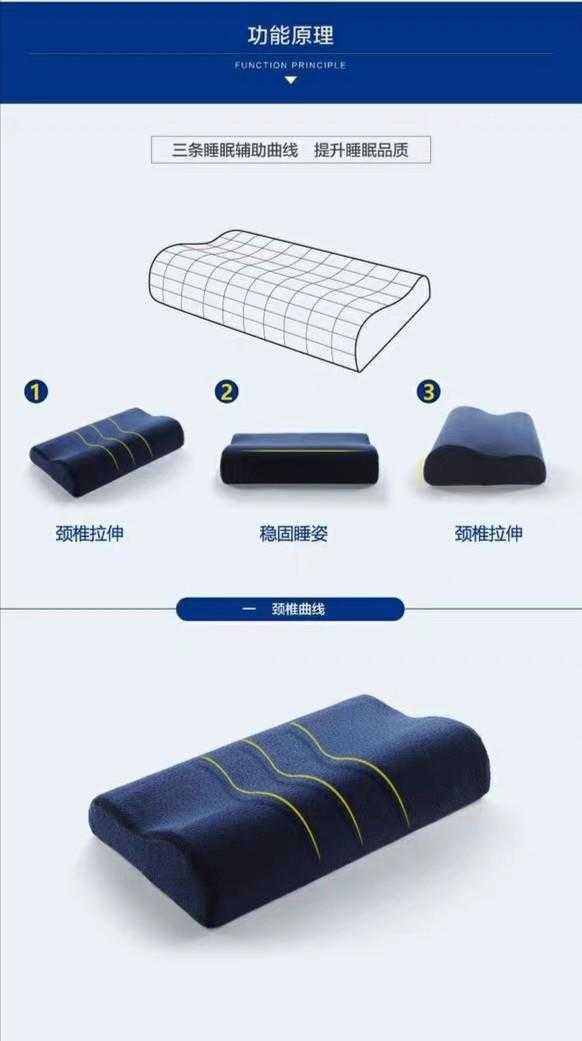 功能原理
FUNCTION PRINCIPLE
三条睡眠辅助曲线 提升睡眠品质
1
2
3
颈椎拉伸
稳固睡姿
颈椎拉伸
一 颈椎曲线